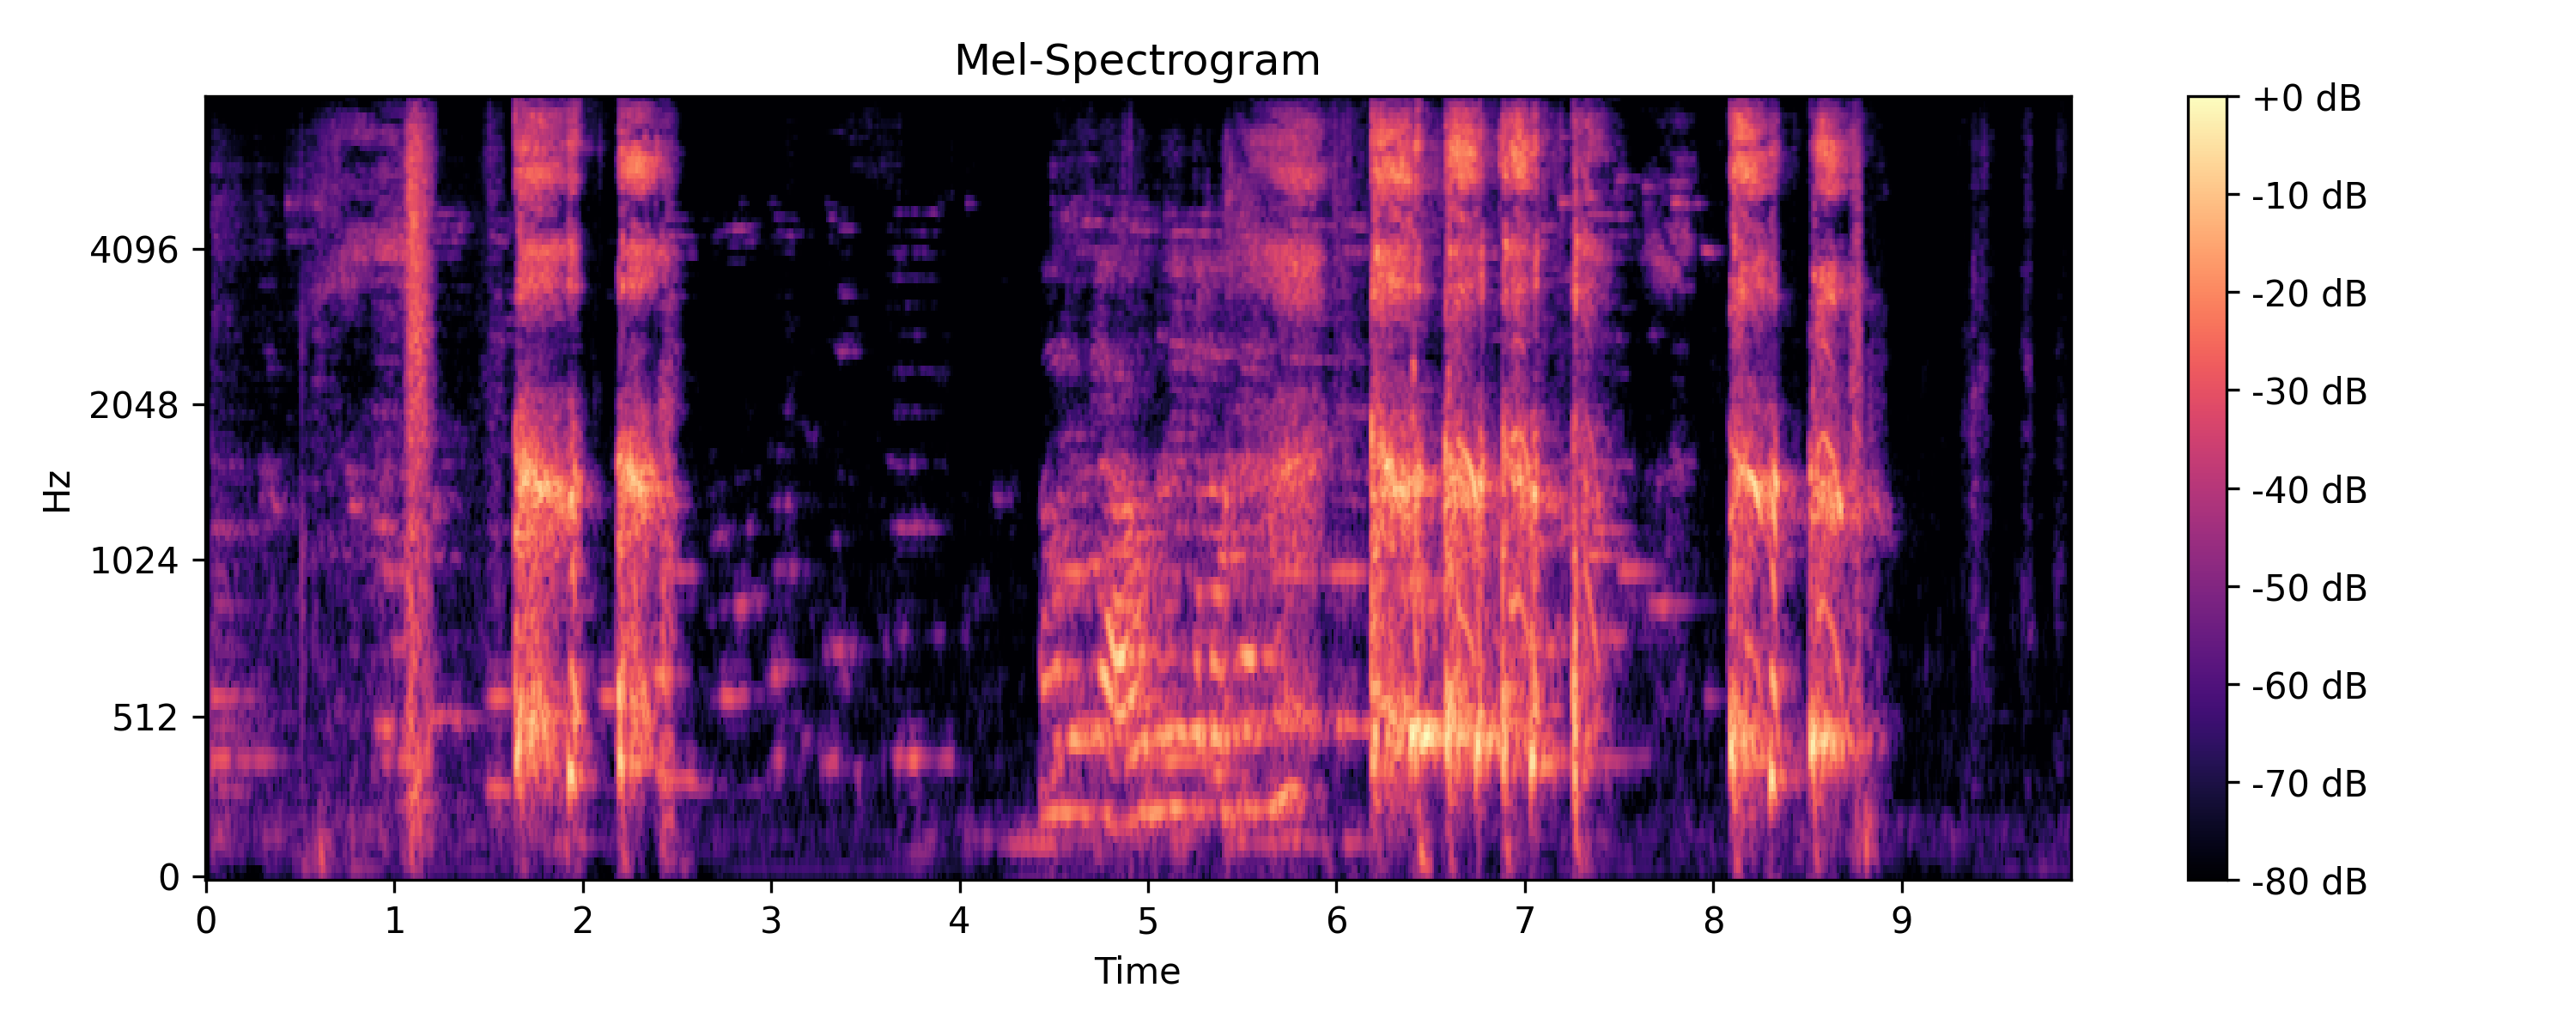 Mel-Spectrogram
+0 dB
-10 dB
-20 dB
-30 dB
-40 dB
-50 dB
-60 dB
-70 dB
-80 dB
Hz
4096
2048
1024
512
0
0 1 2 3 4 5 6 7 8 9
Time